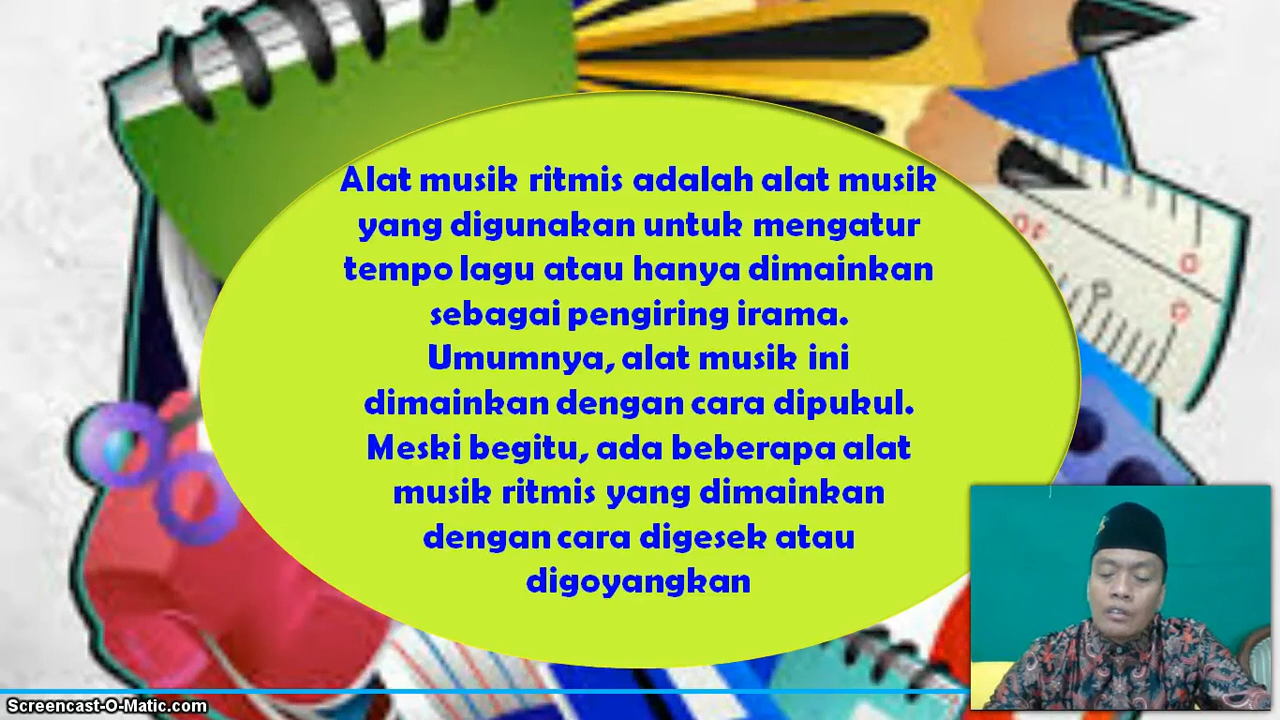 Alat musik ritmis adalah alat musik
yang digunakan untuk mengatur
tempo lagu atau hanya dimainkan
sebagai pengiring irama.
Umumnya, alat musik ini
dimainkan dengan cara dipukul.
Meski begitu, ada beberapa alat
musik ritmis yang dimainkan
dengan cara digesek atau
digoyangkan
Screencast-O-Matic.com